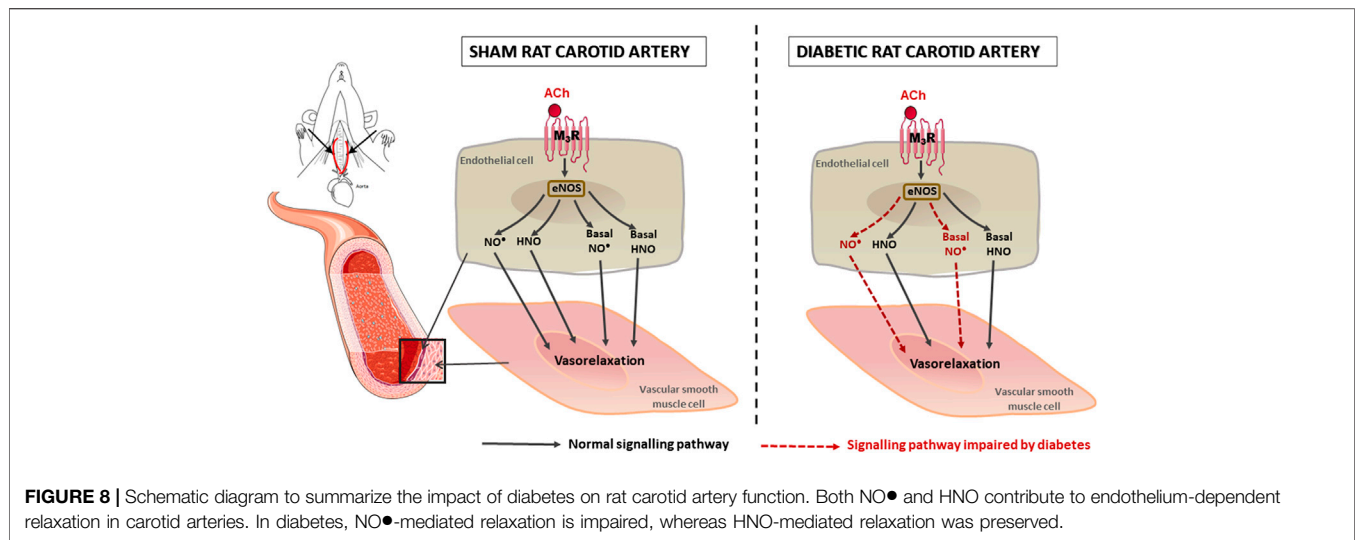 SHAM RAT CAROTID ARTERY
DIABETIC RAT CAROTID ARTERY
Aorta
ACh
M₃R
Endothelial cell
eNOS
NO●
HNO
Basal
NO●
Basal
HNO
Vasorelaxation
Vascular smooth
muscle cell
ACh
M₃R
Endothelial cell
eNOS
NO●
HNO
Basal
NO●
Basal
HNO
Vasorelaxation
Vascular smooth
muscle cell
Normal signalling pathway
Signalling pathway impaired by diabetes
FIGURE 8 | Schematic diagram to summarize the impact of diabetes on rat carotid artery function. Both NO● and HNO contribute to endothelium-dependent
relaxation in carotid arteries. In diabetes, NO●-mediated relaxation is impaired, whereas HNO-mediated relaxation was preserved.